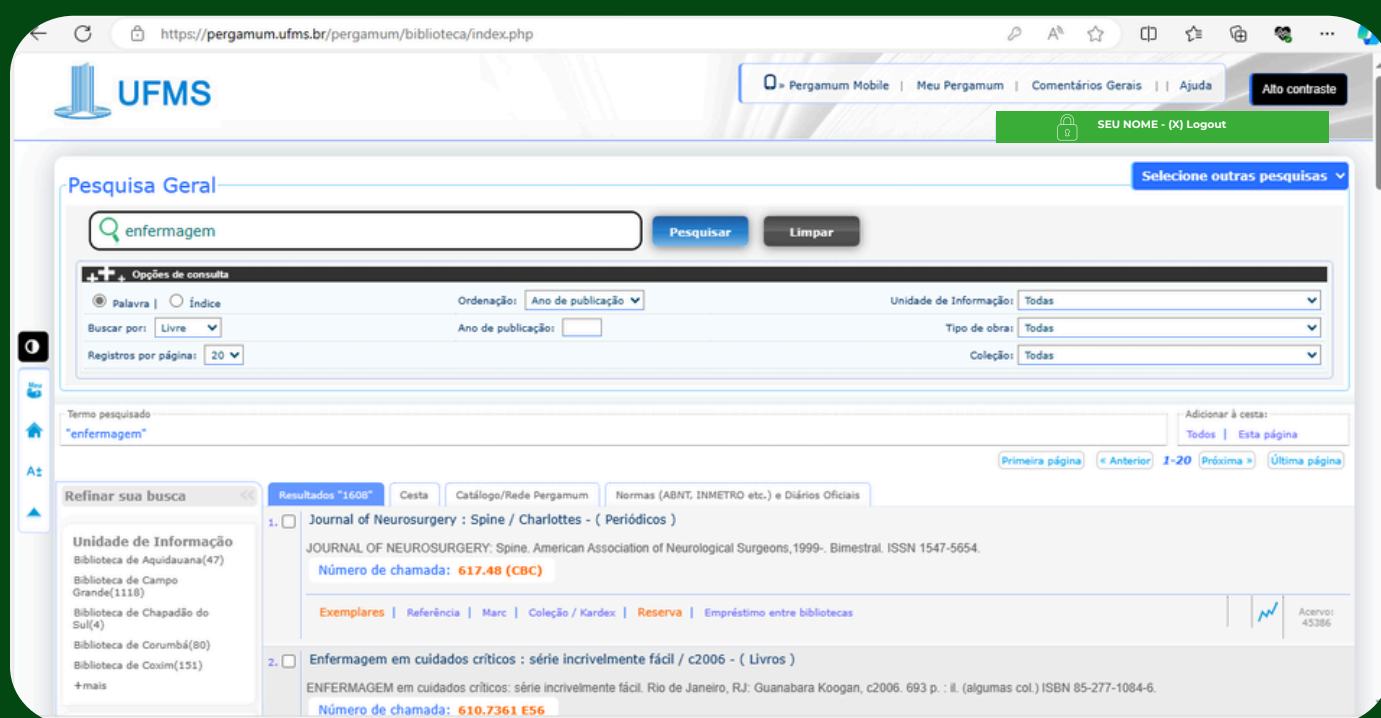 https://pergamum.ufms.br/pergamum/biblioteca/index.php
UFMS
» Pergamum Mobile | Meu Pergamum | Comentários Gerais | | Ajuda
Alto contraste
SEU NOME - (X) Logout
Pesquisa Geral
Selecione outras pesquisas
enfermagem
Pesquisar
Limpar
Opções de consulta
Palavra | Índice
Ordenação: Ano de publicação
Unidade de Informação: Todas
Buscar por: Livre
Ano de publicação:
Tipo de obra: Todas
Registros por página: 20
Coleção: Todas
Meu
A±
Termo pesquisado
"enfermagem"
Adicionar à cesta:
Todos | Esta página
Primeira página « Anterior 1-20 Próxima » Última página
Refinar sua busca
Resultados "1608" Cesta Catálogo/Rede Pergamum Normas (ABNT, INMETRO etc.) e Diários Oficiais
Unidade de Informação
Biblioteca de Aquidauana(47)
Biblioteca de Campo
Grande(1118)
Biblioteca de Chapadão do
Sul(4)
Biblioteca de Corumbá(80)
Biblioteca de Coxim(151)
+mais
1. Journal of Neurosurgery : Spine / Charlottes - ( Periódicos )
JOURNAL OF NEUROSURGERY: Spine. American Association of Neurological Surgeons,1999-. Bimestral. ISSN 1547-5654.
Número de chamada: 617.48 (CBC)
Exemplares | Referência | Marc | Coleção / Kardex | Reserva | Empréstimo entre bibliotecas
Acervo:
45386
2. Enfermagem em cuidados críticos : série incrivelmente fácil / c2006 - ( Livros )
ENFERMAGEM em cuidados críticos: série incrivelmente fácil. Rio de Janeiro, RJ: Guanabara Koogan, c2006. 693 p. : il. (algumas col.) ISBN 85-277-1084-6.
Número de chamada: 610.7361 E56